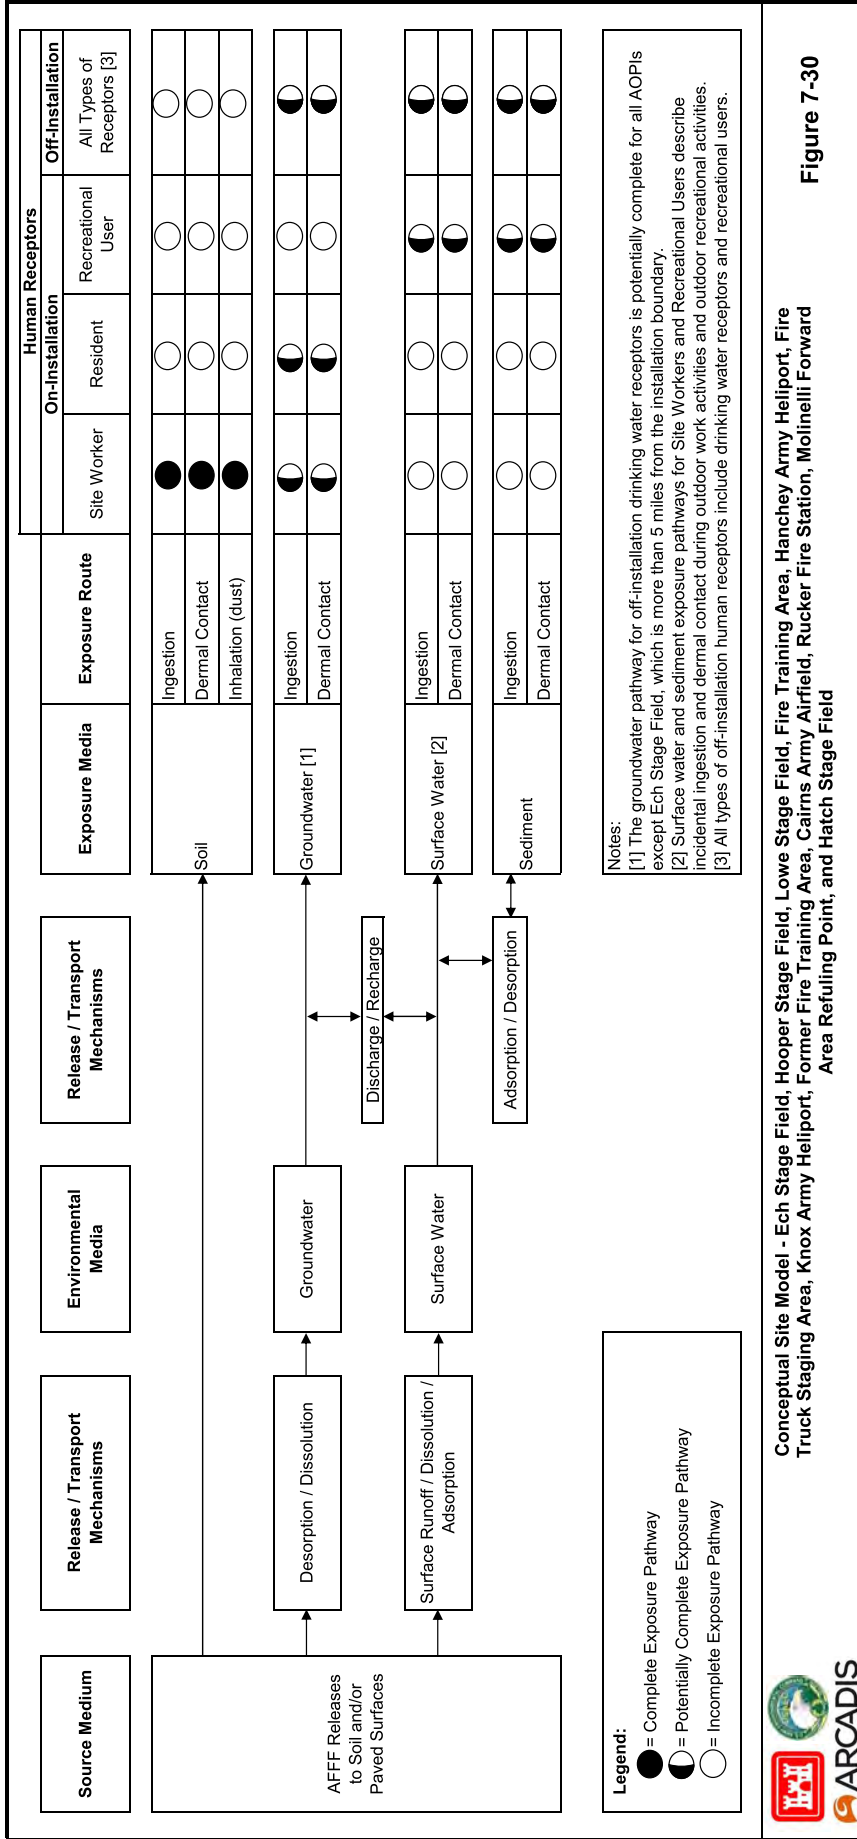 Human Receptors
On-Installation
Off-Installation
Source Medium
Release / Transport
Mechanisms
Environmental
Media
Release / Transport
Mechanisms
Exposure Media
Exposure Route
Site Worker
Resident
Recreational
User
All Types of
Receptors [3]
AFFF Releases
to Soil and/or
Paved Surfaces
Soil
Ingestion
Dermal Contact
Inhalation (dust)
Desorption / Dissolution
Groundwater
Groundwater [1]
Ingestion
Dermal Contact
Discharge / Recharge
Surface Runoff / Dissolution /
Adsorption
Surface Water
Surface Water [2]
Ingestion
Dermal Contact
Adsorption / Desorption
Sediment
Ingestion
Dermal Contact
Legend:
= Complete Exposure Pathway
= Potentially Complete Exposure Pathway
= Incomplete Exposure Pathway
Notes:
[1] The groundwater pathway for off-installation drinking water receptors is potentially complete for all AOPIs
except Ech Stage Field, which is more than 5 miles from the installation boundary.
[2] Surface water and sediment exposure pathways for Site Workers and Recreational Users describe
incidental ingestion and dermal contact during outdoor work activities and outdoor recreational activities.
[3] All types of off-installation human receptors include drinking water receptors and recreational users.
ARCADIS
Conceptual Site Model - Ech Stage Field, Hooper Stage Field, Lowe Stage Field, Fire Training Area, Hanchey Army Heliport, Fire
Truck Staging Area, Knox Army Heliport, Former Fire Training Area, Cairns Army Airfield, Rucker Fire Station, Molinelli Forward
Area Refuling Point, and Hatch Stage Field
Figure 7-30